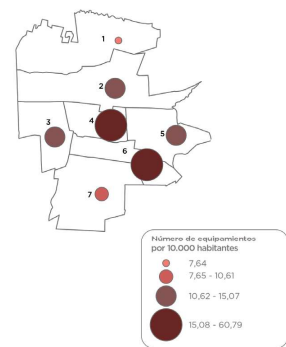 1
2
3
4
5
6
7
Número de equipamientos
por 10.000 habitantes
7,64
7,65 - 10,61
10,62 - 15,07
15,08 - 60,79